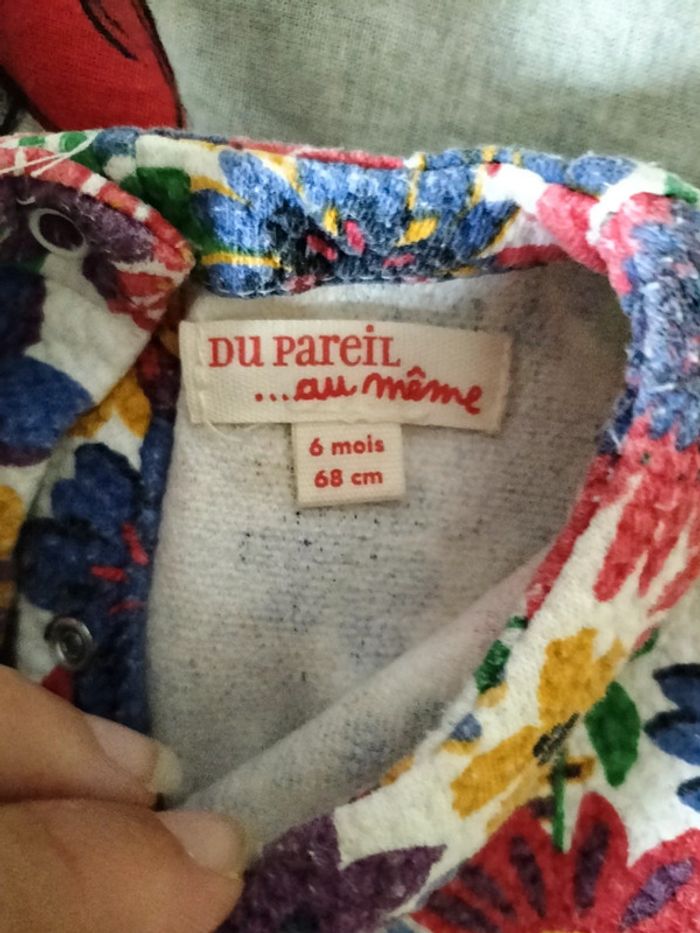 DU PAREIL
...au même
6 mois
68 cm